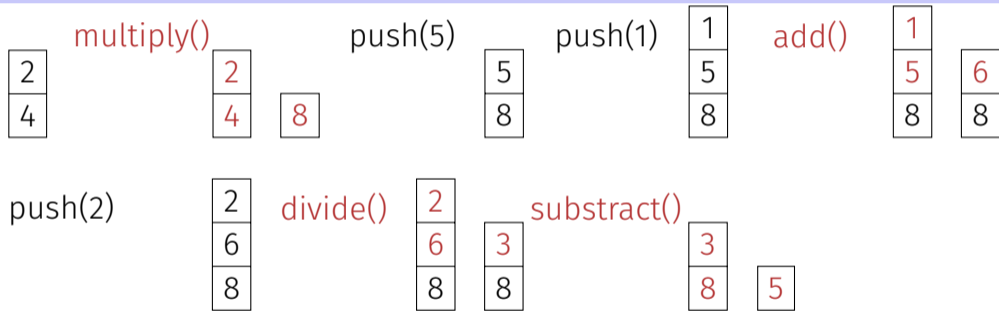 multiply() push(5) push(1) 1 add() 1
2 2 5 5 5 6
4 4 8 8 8 8 8
push(2) 2 divide() 2 substract()
6 6 3 3
8 8 8 8 5